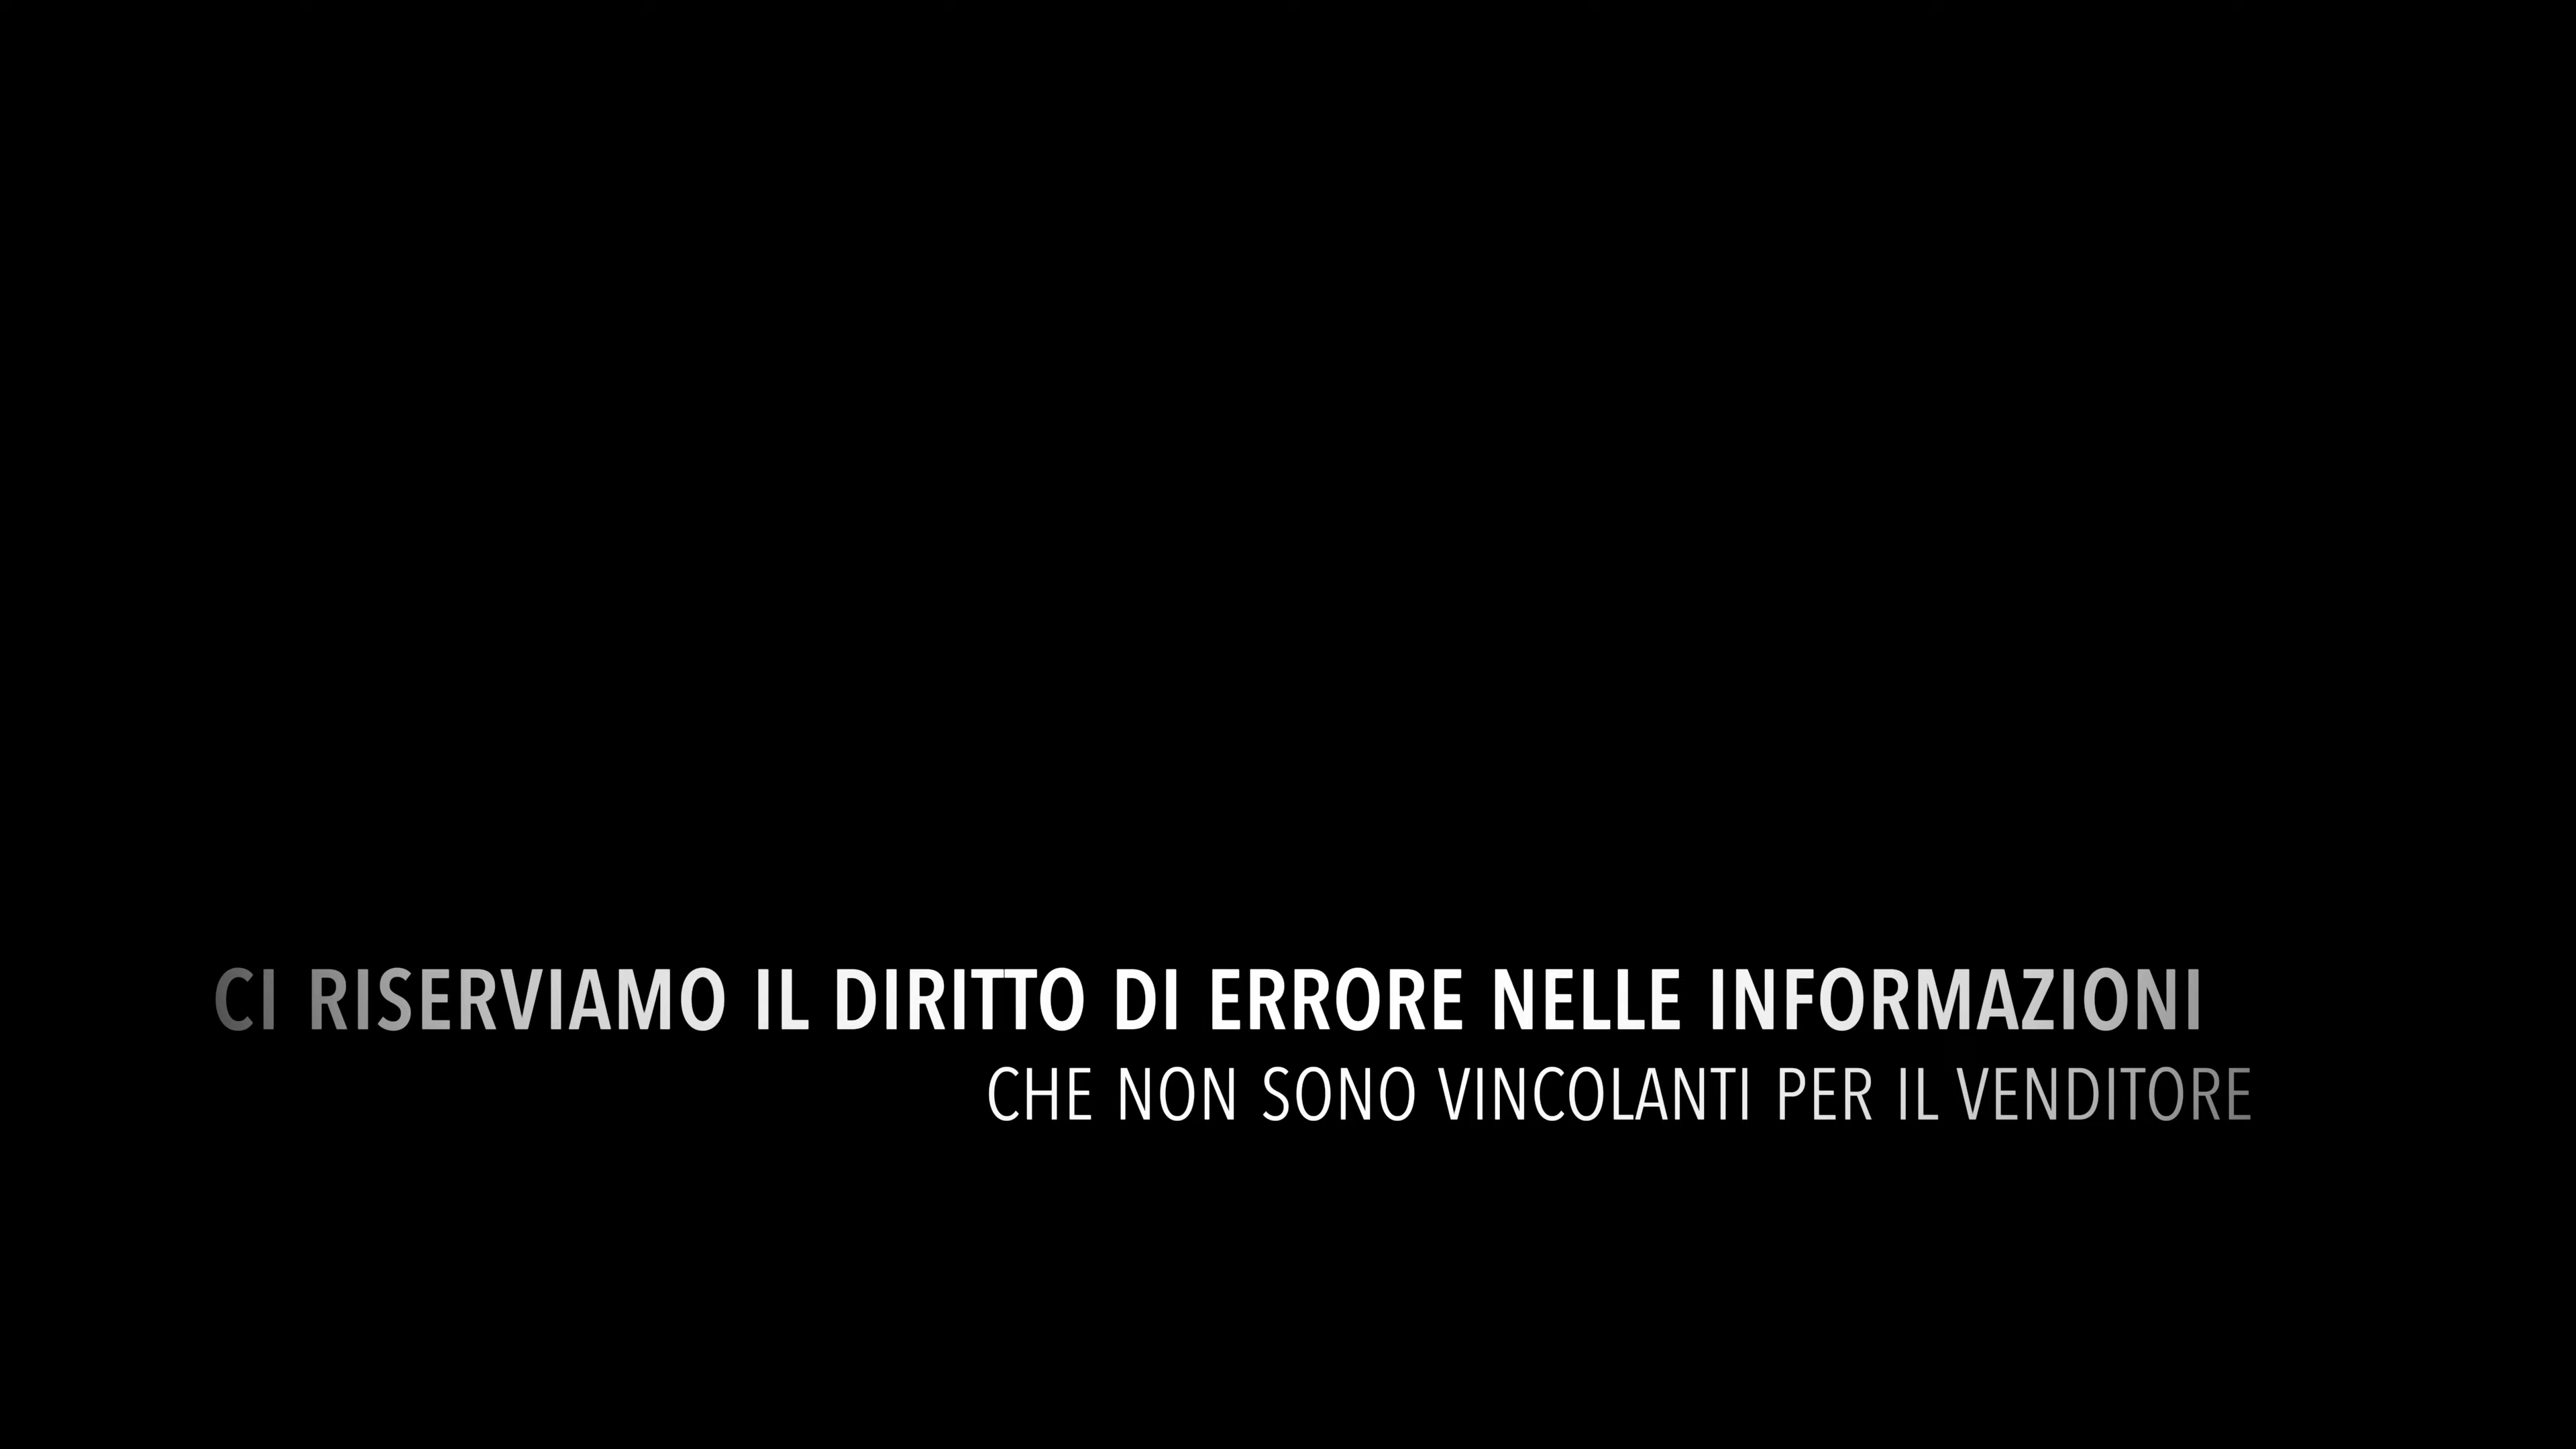 CI RISERVIAMO IL DIRITTO DI ERRORE NELLE INFORMAZIONI
CHE NON SONO VINCOLANTI PER IL VENDITORE